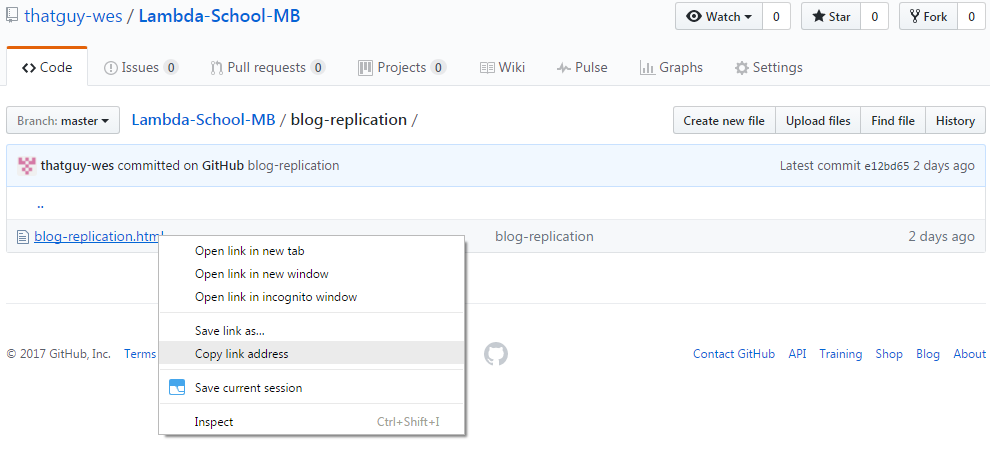 thatguy-wes / Lambda-School-MB
Watch 0 Star 0 Fork 0
Code Issues 0 Pull requests 0 Projects 0 Wiki Pulse Graphs Settings
Branch: master Lambda-School-MB / blog-replication / Create new file Upload files Find file History
thatguy-wes committed on GitHub blog-replication Latest commit e12bd65 2 days ago
..
blog-replication.html blog-replication 2 days ago
Open link in new tab
Open link in new window
Open link in incognito window
Save link as...
Copy link address
Save current session
Inspect Ctrl+Shift+I
© 2017 GitHub, Inc. Terms Contact GitHub API Training Shop Blog About